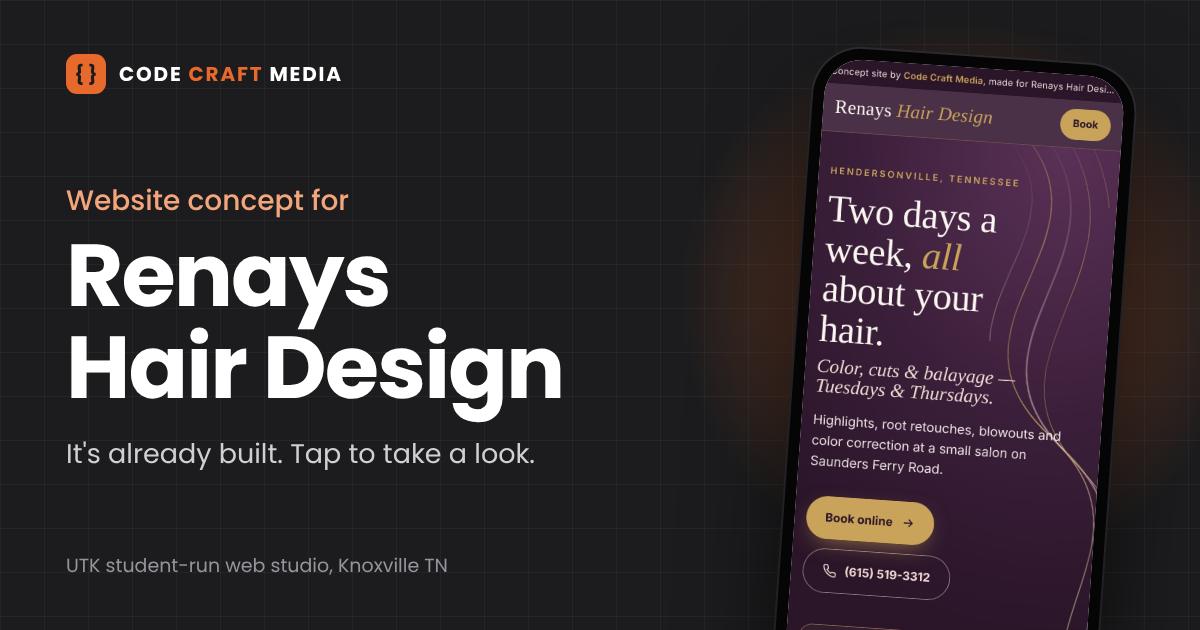 { } CODE CRAFT MEDIA
Website concept for
Renays
Hair Design
It's already built. Tap to take a look.
UTK student-run web studio, Knoxville TN
Concept site by Code Craft Media, made for Renays Hair Desi...
Renays Hair Design
Book
HENDERSONVILLE, TENNESSEE
Two days a
week, all
about your
hair.
Color, cuts & balayage —
Tuesdays & Thursdays.
Highlights, root retouches, blowouts and
color correction at a small salon on
Saunders Ferry Road.
Book online →
(615) 519-3312